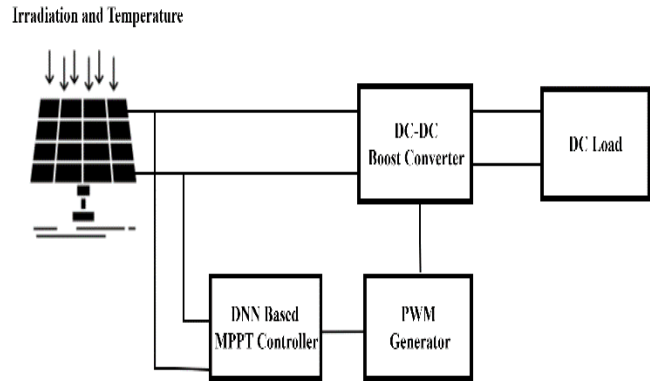 Irradiation and Temperature
DC-DC
Boost Converter
DC Load
DNN Based
MPPT Controller
PWM
Generator